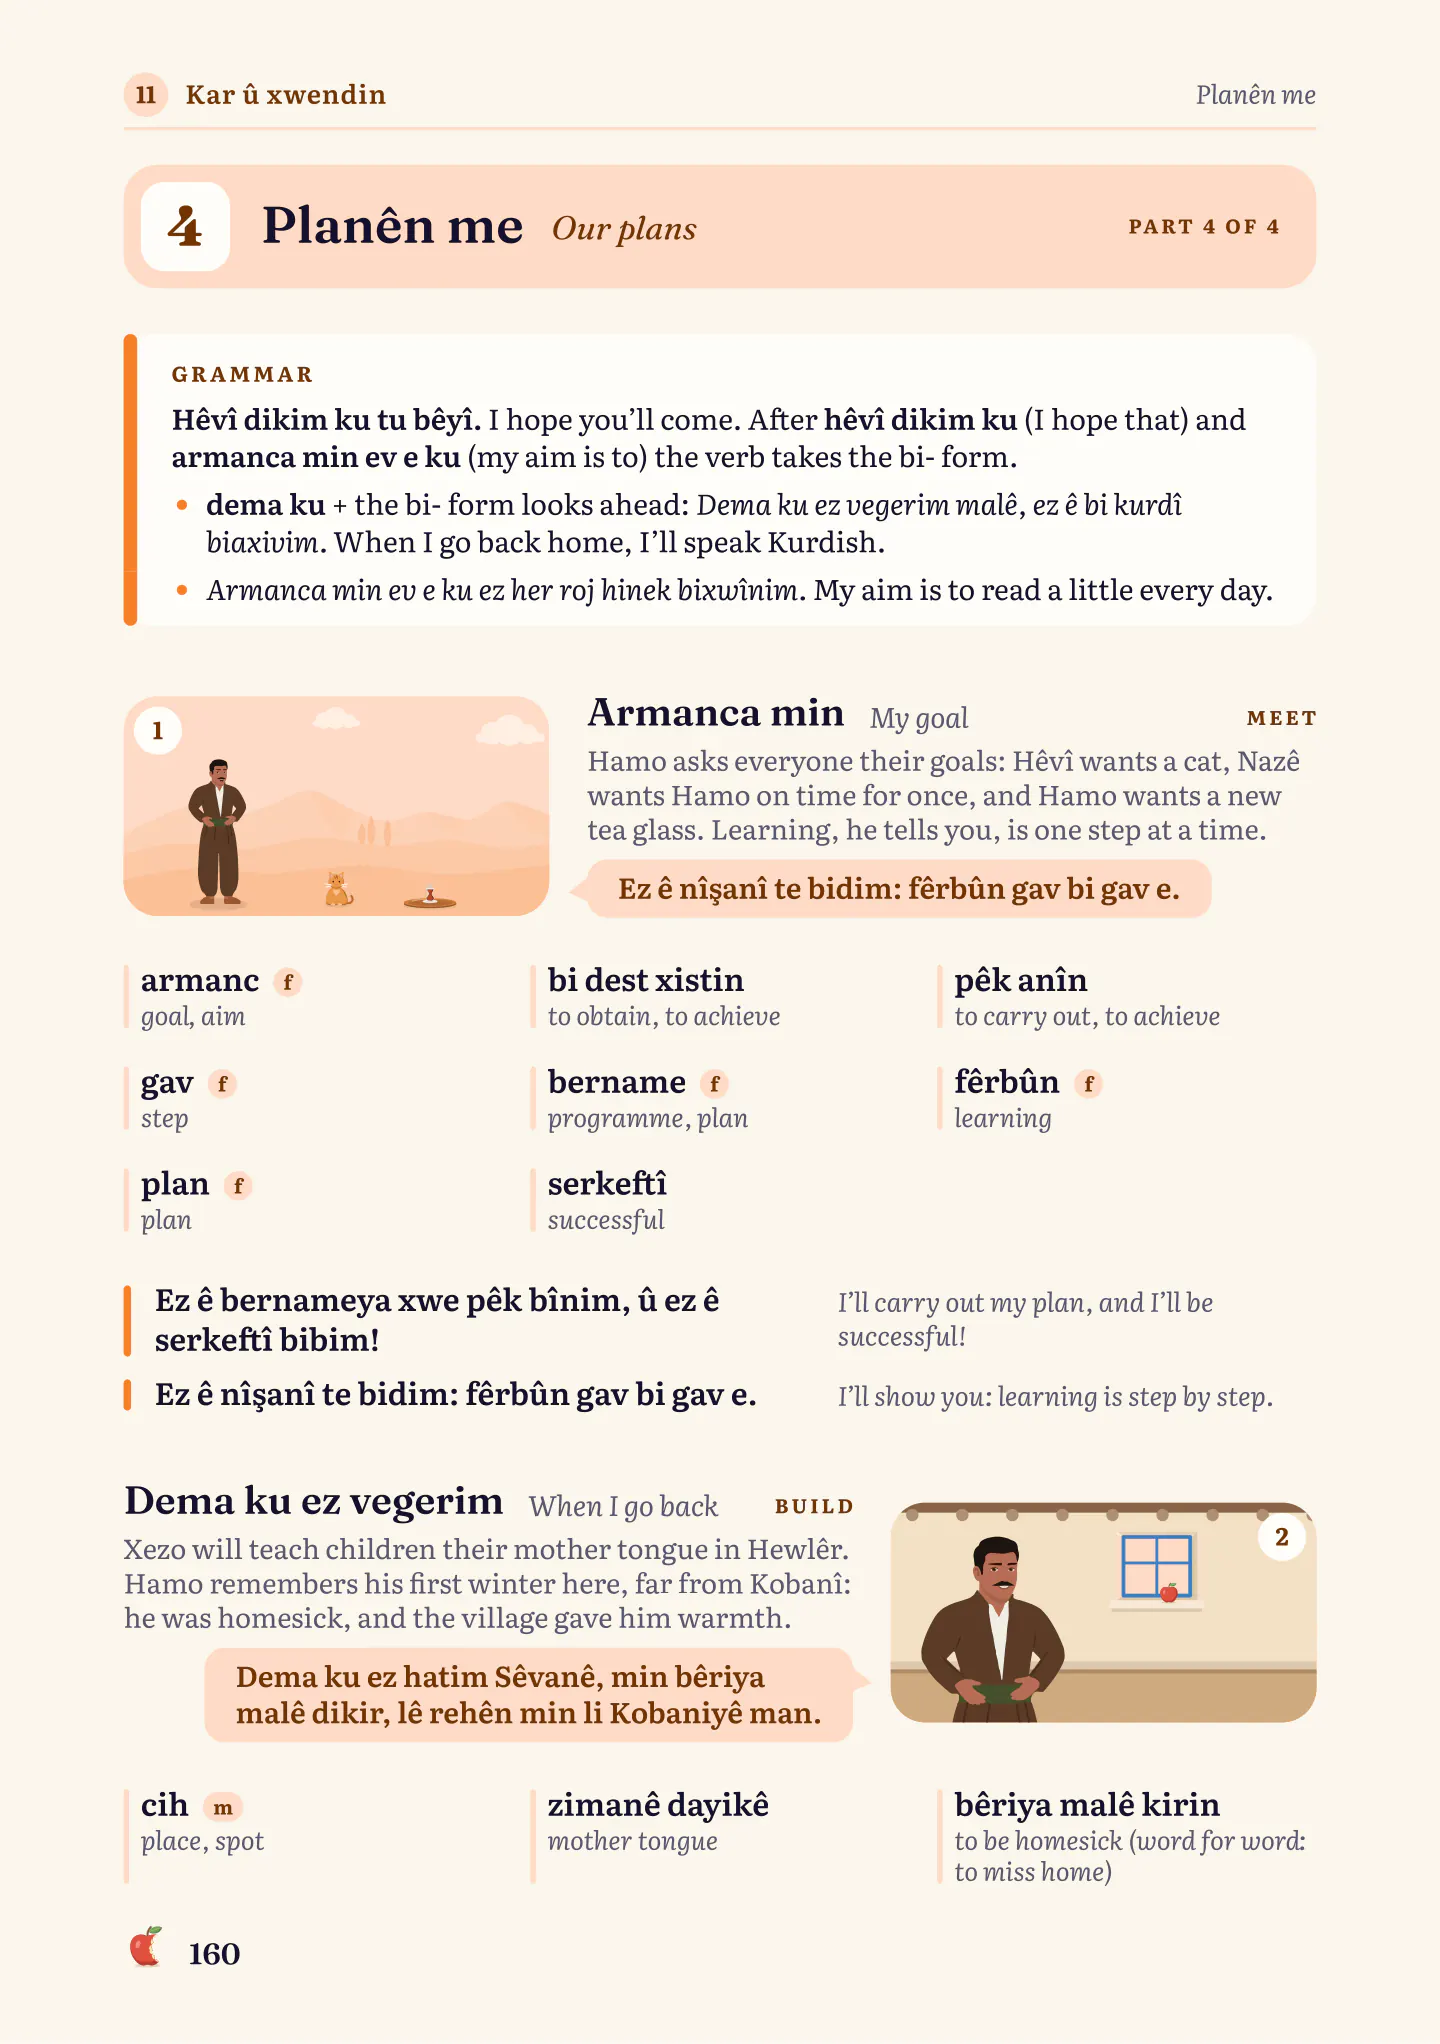 11 Kar û xwendin
Planên me
4 Planên me Our plans
PART 4 OF 4
GRAMMAR
Hêvî dikim ku tu bêyî. I hope you’ll come. After hêvî dikim ku (I hope that) and
armanca min ev e ku (my aim is to) the verb takes the bi- form.
• dema ku + the bi- form looks ahead: Dema ku ez vegerim malê, ez ê bi kurdî
biaxivim. When I go back home, I’ll speak Kurdish.
• Armanca min ev e ku ez her roj hinek bixwînim. My aim is to read a little every day.
1
Armanca min My goal
MEET
Hamo asks everyone their goals: Hêvî wants a cat, Nazê
wants Hamo on time for once, and Hamo wants a new
tea glass. Learning, he tells you, is one step at a time.
Ez ê nîşanî te bidim: fêrbûn gav bi gav e.
armanc f
goal, aim
bi dest xistin
to obtain, to achieve
pêk anîn
to carry out, to achieve
gav f
step
bername f
programme, plan
fêrbûn f
learning
plan f
plan
serkeftî
successful
Ez ê bernameya xwe pêk bînim, û ez ê
serkeftî bibim!
I’ll carry out my plan, and I’ll be
successful!
Ez ê nîşanî te bidim: fêrbûn gav bi gav e.
I’ll show you: learning is step by step.
Dema ku ez vegerim When I go back
BUILD
Xezo will teach children their mother tongue in Hewlêr.
Hamo remembers his first winter here, far from Kobanî:
he was homesick, and the village gave him warmth.
Dema ku ez hatim Sêvanê, min bêriya
malê dikir, lê rehên min li Kobaniyê man.
2
cih m
place, spot
zimanê dayikê
mother tongue
bêriya malê kirin
to be homesick (word for word:
to miss home)
160